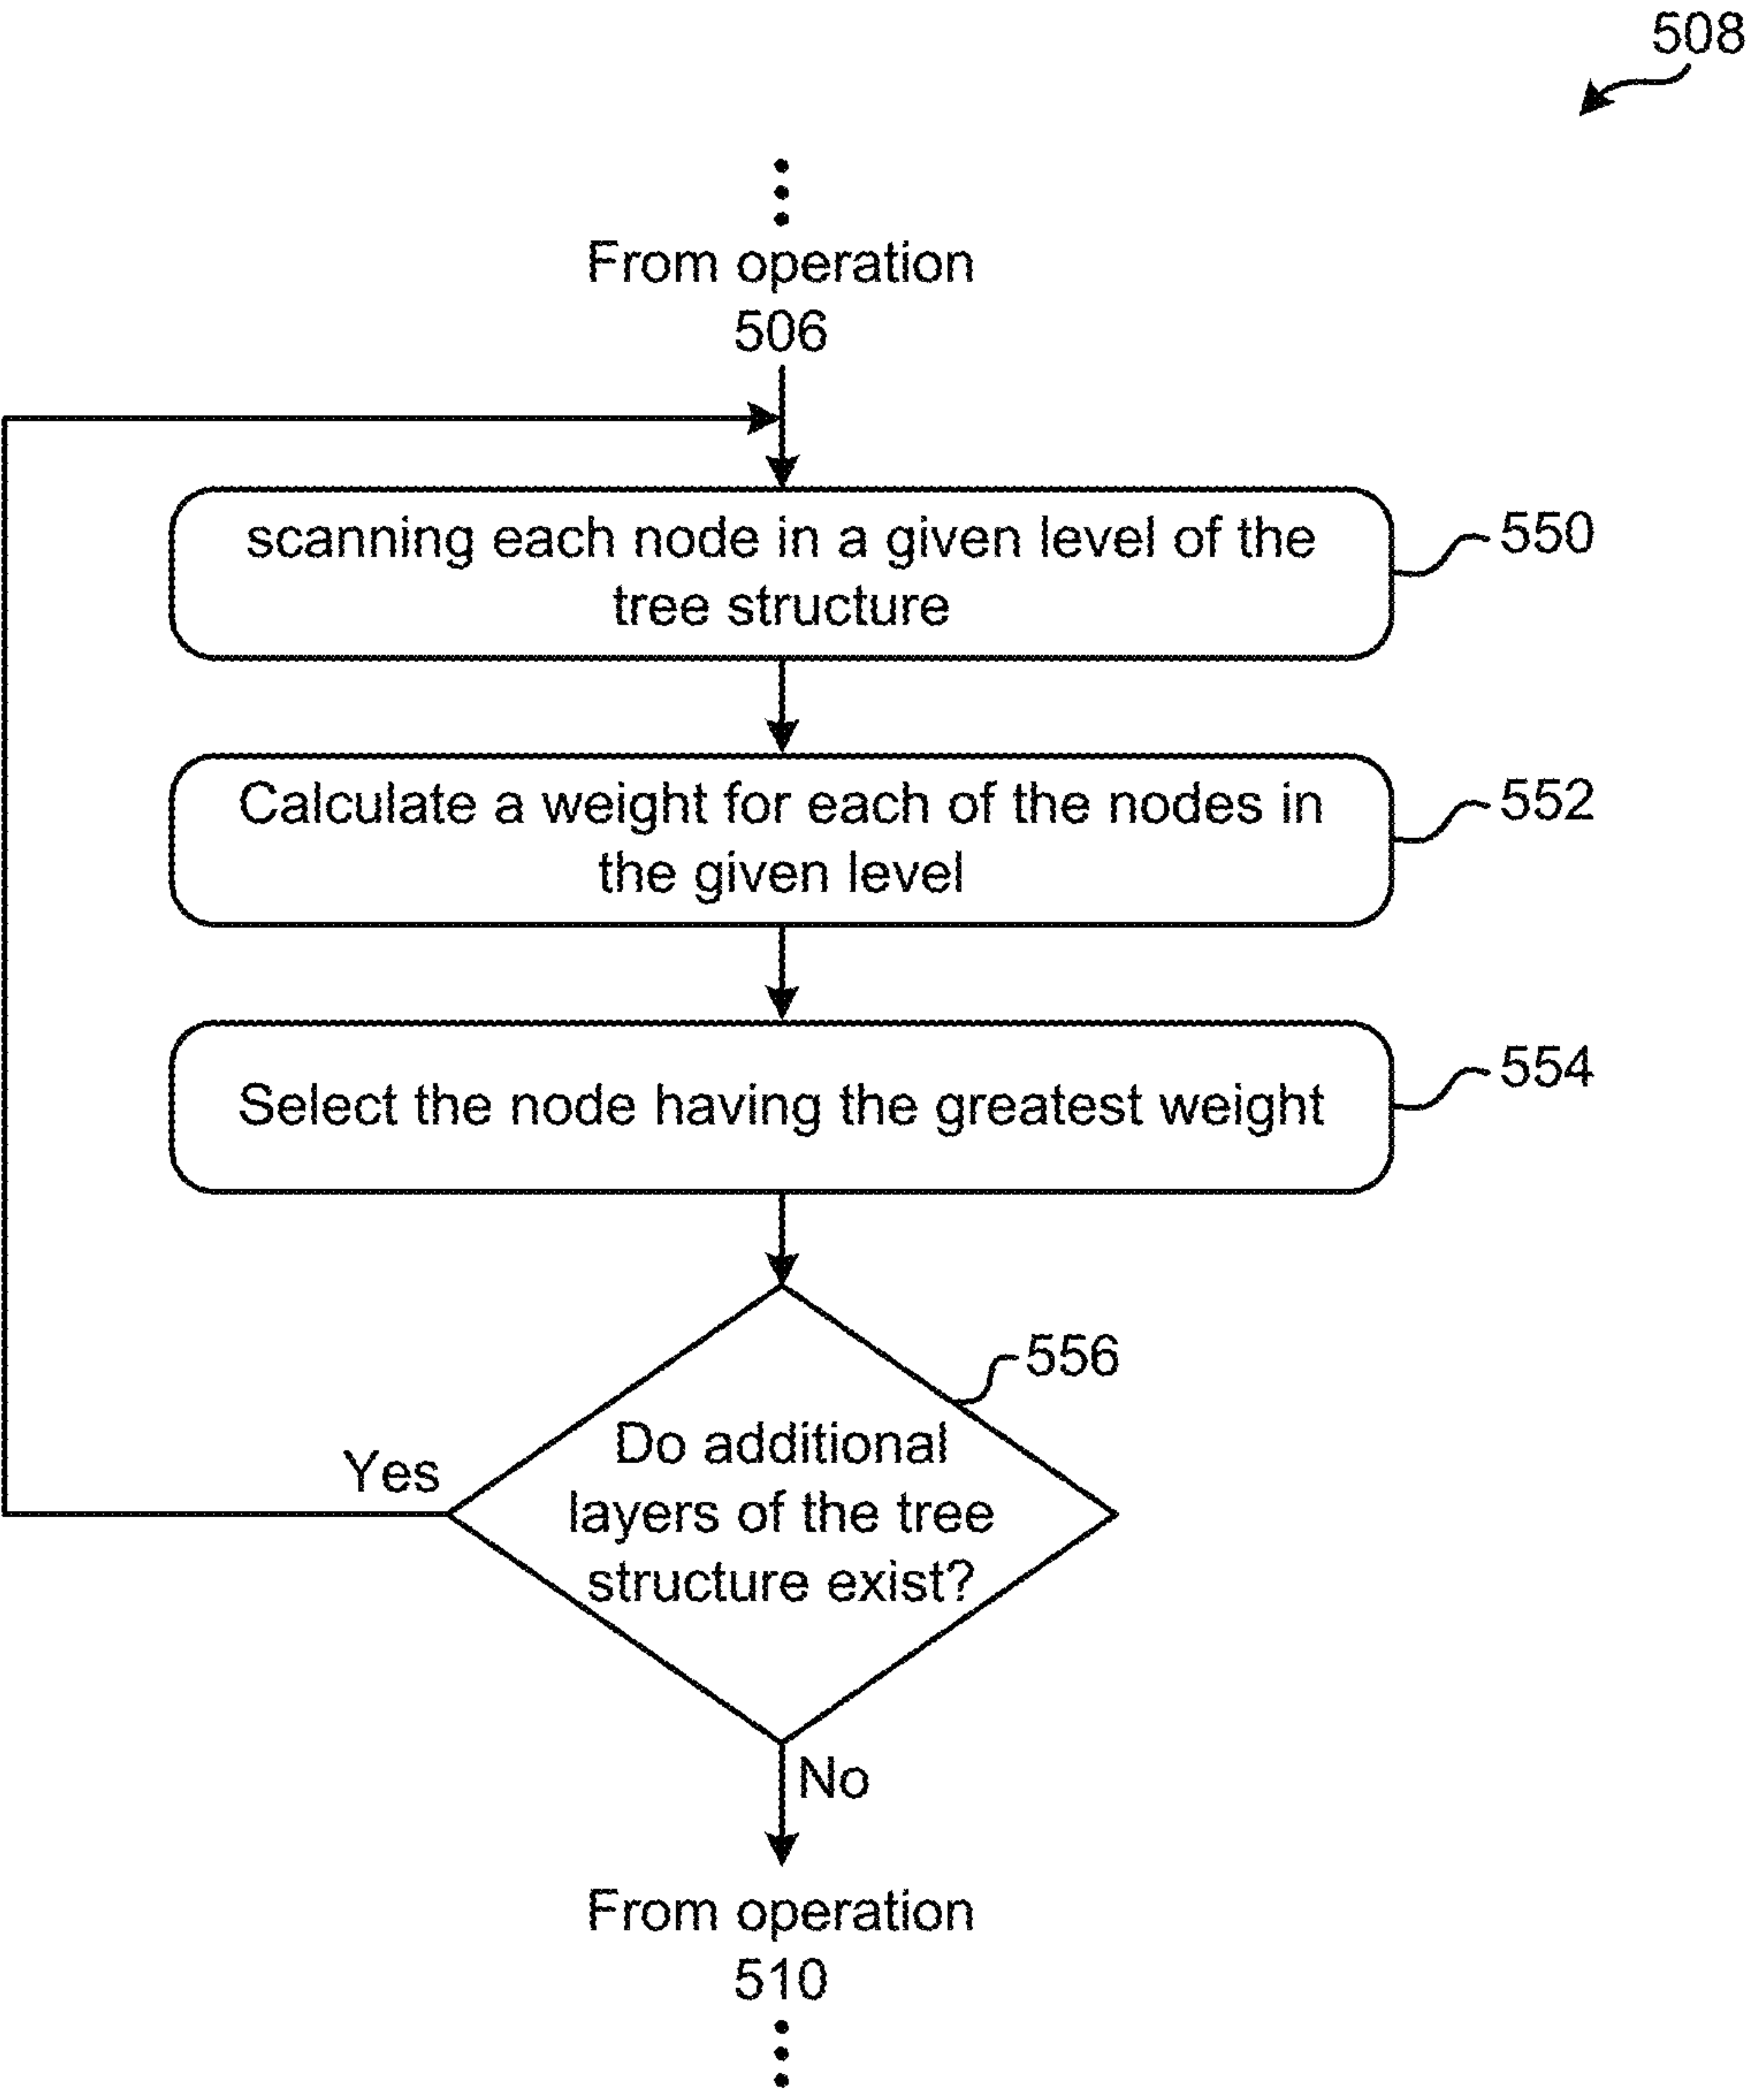 508
From operation
506
scanning each node in a given level of the
tree structure
550
Calculate a weight for each of the nodes in
the given level
552
Select the node having the greatest weight
554
556
Do additional
layers of the tree
structure exist?
Yes
No
From operation
510